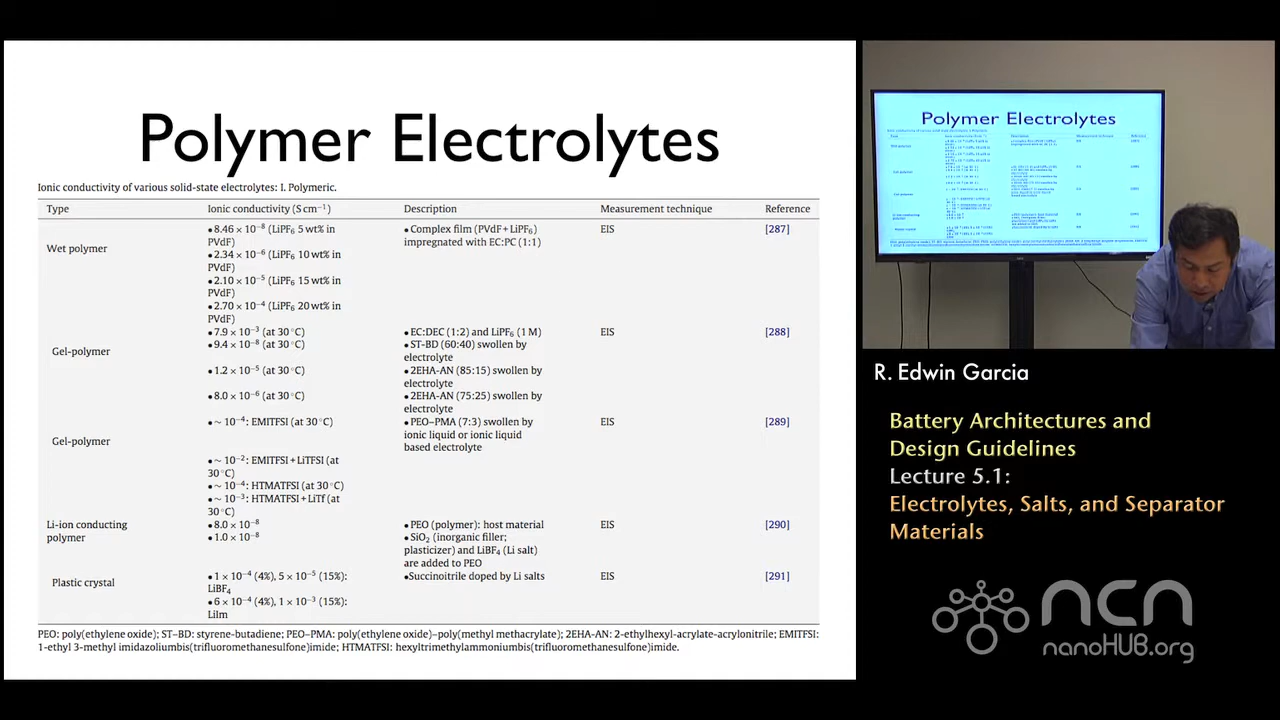 Polymer Electrolytes
Ionic conductivity of various solid-state electrolytes: I. Polymeric.
Type Ionic conductivity (S cm⁻¹) Description Measurement technique Reference
Wet polymer
• 8.46 × 10⁻⁸ (LiPF₆ 5 wt% in
PVdF)
• 2.34 × 10⁻⁶ (LiPF₆ 10 wt% in
PVdF)
• 2.10 × 10⁻⁵ (LiPF₆ 15 wt% in
PVdF)
• 2.70 × 10⁻⁴ (LiPF₆ 20 wt% in
PVdF)
• Complex film (PVdF + LiPF₆)
impregnated with EC:PC (1:1)
EIS
[287]
Gel-polymer
• 7.9 × 10⁻³ (at 30 °C)
• 9.4 × 10⁻⁸ (at 30 °C)
• 1.2 × 10⁻⁵ (at 30 °C)
• 8.0 × 10⁻⁶ (at 30 °C)
• EC:DEC (1:2) and LiPF₆ (1 M)
• ST-BD (60:40) swollen by
electrolyte
• 2EHA-AN (85:15) swollen by
electrolyte
• 2EHA-AN (75:25) swollen by
electrolyte
EIS
[288]
Gel-polymer
• ~ 10⁻⁴: EMITFSI (at 30 °C)
• ~ 10⁻²: EMITFSI + LiTFSI (at
30 °C)
• ~ 10⁻⁴: HTMATFSI (at 30 °C)
• ~ 10⁻³: HTMATFSI + LiTf (at
30 °C)
• PEO–PMA (7:3) swollen by
ionic liquid or ionic liquid
based electrolyte
EIS
[289]
Li-ion conducting
polymer
• 8.0 × 10⁻⁸
• 1.0 × 10⁻⁸
• PEO (polymer): host material
• SiO₂ (inorganic filler;
plasticizer) and LiBF₄ (Li salt)
are added to PEO
EIS
[290]
Plastic crystal
• 1 × 10⁻⁴ (4%), 5 × 10⁻⁵ (15%):
LiBF₄
• 6 × 10⁻⁴ (4%), 1 × 10⁻³ (15%):
LiIm
•Succinoitrile doped by Li salts
EIS
[291]
PEO: poly(ethylene oxide); ST–BD: styrene-butadiene; PEO–PMA: poly(ethylene oxide)–poly(methyl methacrylate); 2EHA-AN: 2-ethylhexyl-acrylate-acrylonitrile; EMITFSI:
1-ethyl 3-methyl imidazoliumbis(trifluoromethanesulfone)imide; HTMATFSI: hexyltrimethylammoniumbis(trifluoromethanesulfone)imide.
Polymer Electrolytes
R. Edwin Garcia
Battery Architectures and
Design Guidelines
Lecture 5.1:
Electrolytes, Salts, and Separator
Materials
ncn
nanoHUB.org